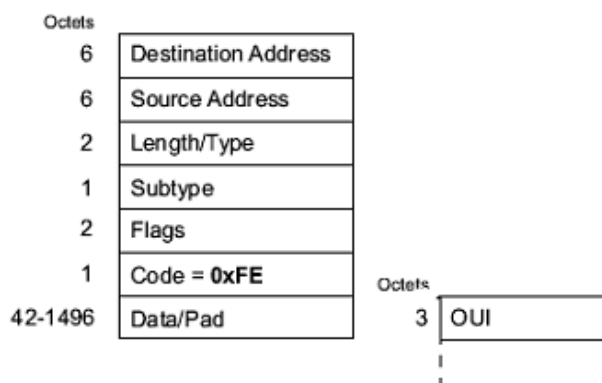 Octets
6 Destination Address
6 Source Address
2 Length/Type
1 Subtype
2 Flags
1 Code = 0xFE
42-1496 Data/Pad
Octets
3 OUI